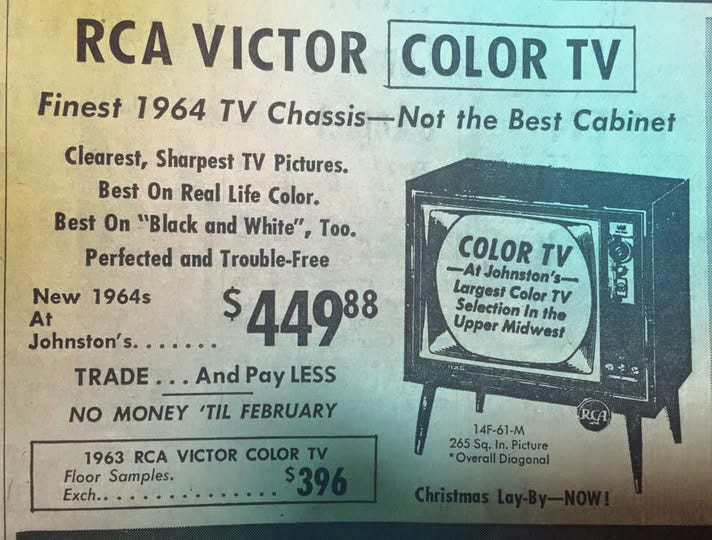 RCA VICTOR COLOR TV
Finest 1964 TV Chassis—Not the Best Cabinet
Clearest, Sharpest TV Pictures.
Best On Real Life Color.
Best On "Black and White", Too.
Perfected and Trouble-Free
New 1964s
At
Johnston's....... $449⁸⁸
TRADE ... And Pay LESS
NO MONEY 'TIL FEBRUARY
1963 RCA VICTOR COLOR TV
Floor Samples.
Exch.............. $396
COLOR TV
—At Johnston's—
Largest Color TV
Selection In the
Upper Midwest
RCA
14F-61-M
265 Sq. In. Picture
*Overall Diagonal
Christmas Lay-By—NOW!